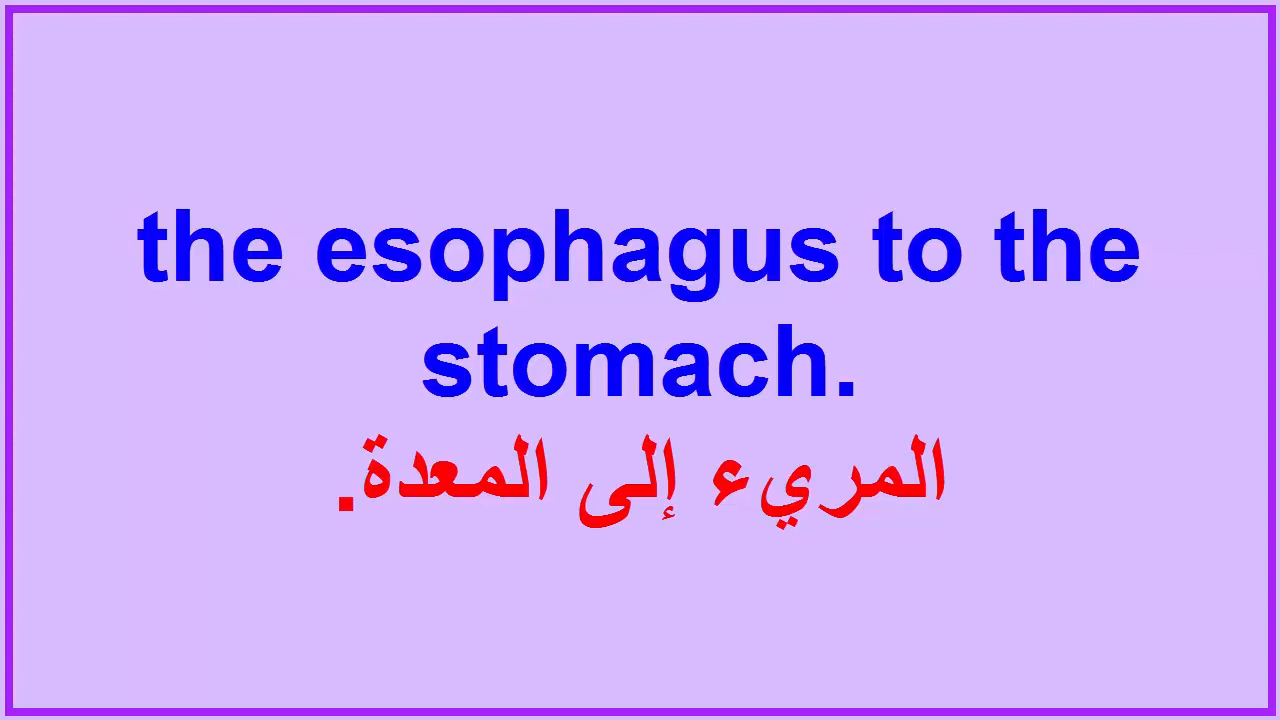 the esophagus to the
stomach.
المريء إلى المعدة.